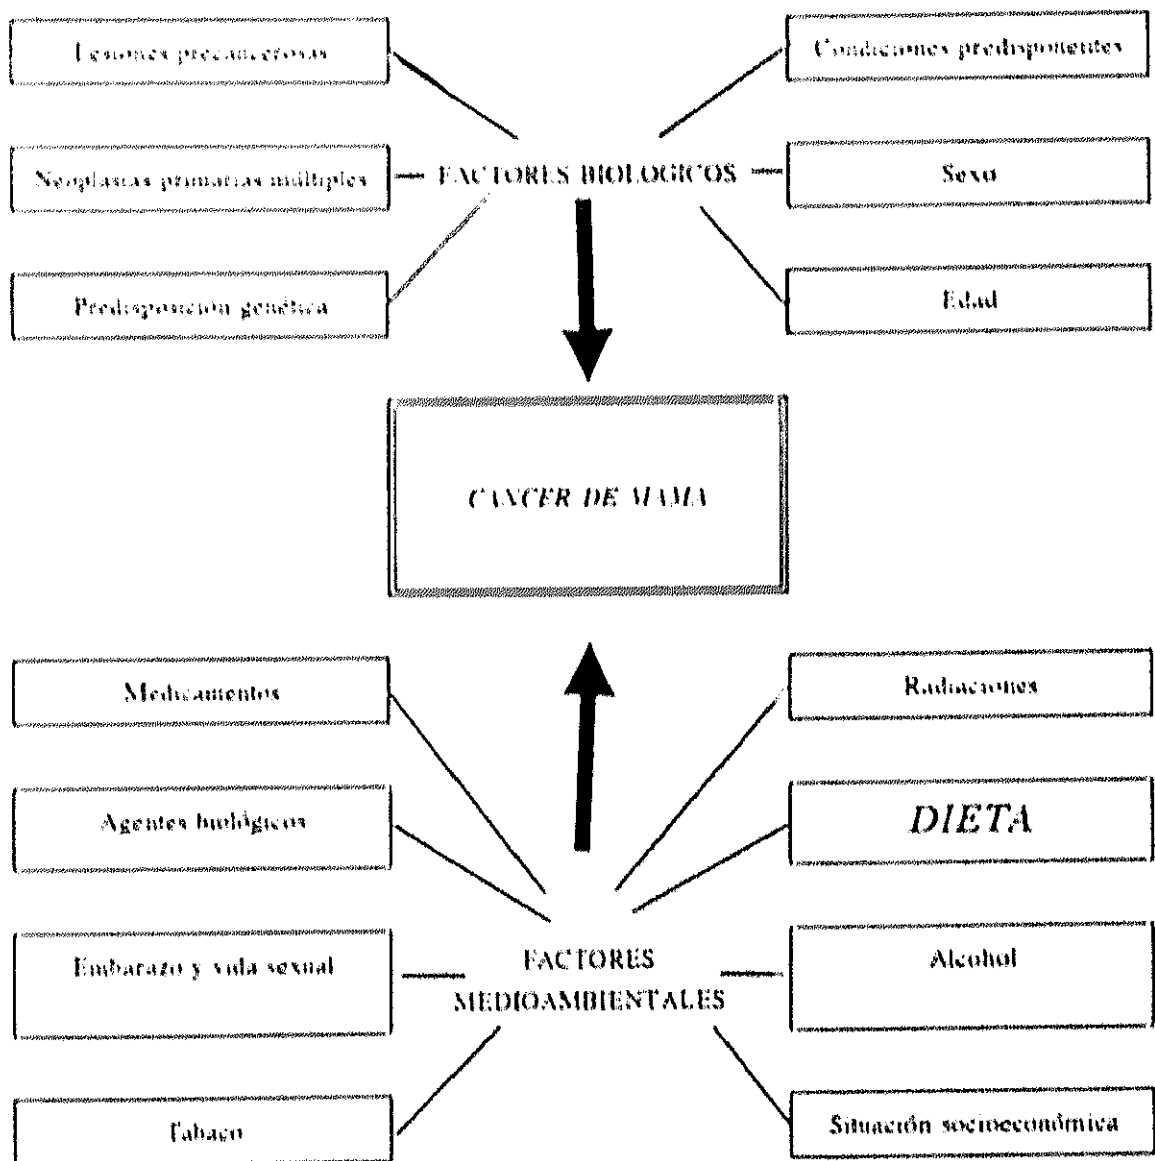 Lesiones precancerosas
Condiciones predisponentes
Neoplasias primarias múltiples
FACTORES BIOLOGICOS
Sexo
Predisposición genética
Edad
CANCER DE MAMA
Medicamentos
Radiaciones
Agentes biológicos
DIETA
Embarazo y vida sexual
FACTORES
MEDIOAMBIENTALES
Alcohol
Tabaco
Situación socioeconómica